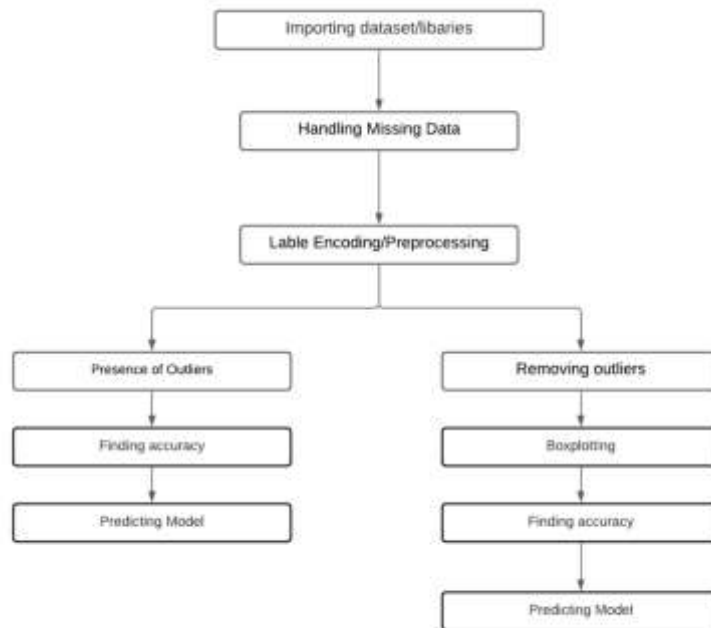 Importing dataset/libaries
Handling Missing Data
Lable Encoding/Preprocessing
Presence of Outliers
Finding accuracy
Predicting Model
Removing outliers
Boxplotting
Finding accuracy
Predicting Model